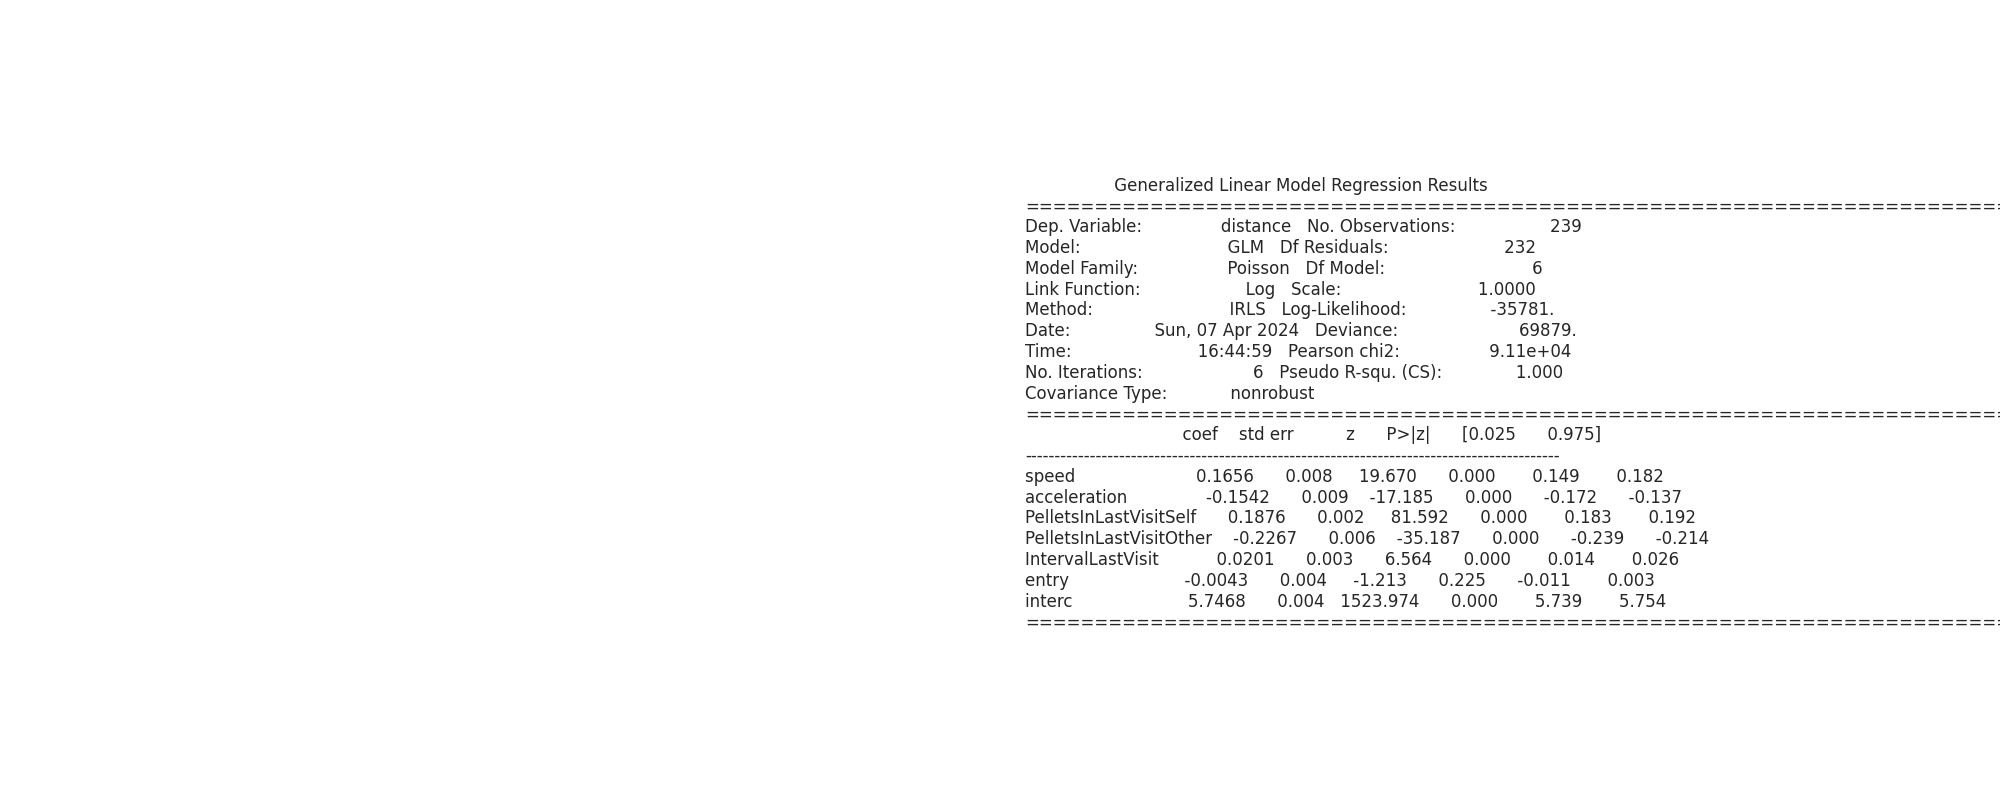 Generalized Linear Model Regression Results
==============================================================================
Dep. Variable: distance No. Observations: 239
Model: GLM Df Residuals: 232
Model Family: Poisson Df Model: 6
Link Function: Log Scale: 1.0000
Method: IRLS Log-Likelihood: -35781.
Date: Sun, 07 Apr 2024 Deviance: 69879.
Time: 16:44:59 Pearson chi2: 9.11e+04
No. Iterations: 6 Pseudo R-squ. (CS): 1.000
Covariance Type: nonrobust
==============================================================================
coef std err z P>|z| [0.025 0.975]
------------------------------------------------------------------------------------------
speed 0.1656 0.008 19.670 0.000 0.149 0.182
acceleration -0.1542 0.009 -17.185 0.000 -0.172 -0.137
PelletsInLastVisitSelf 0.1876 0.002 81.592 0.000 0.183 0.192
PelletsInLastVisitOther -0.2267 0.006 -35.187 0.000 -0.239 -0.214
IntervalLastVisit 0.0201 0.003 6.564 0.000 0.014 0.026
entry -0.0043 0.004 -1.213 0.225 -0.011 0.003
interc 5.7468 0.004 1523.974 0.000 5.739 5.754
==============================================================================